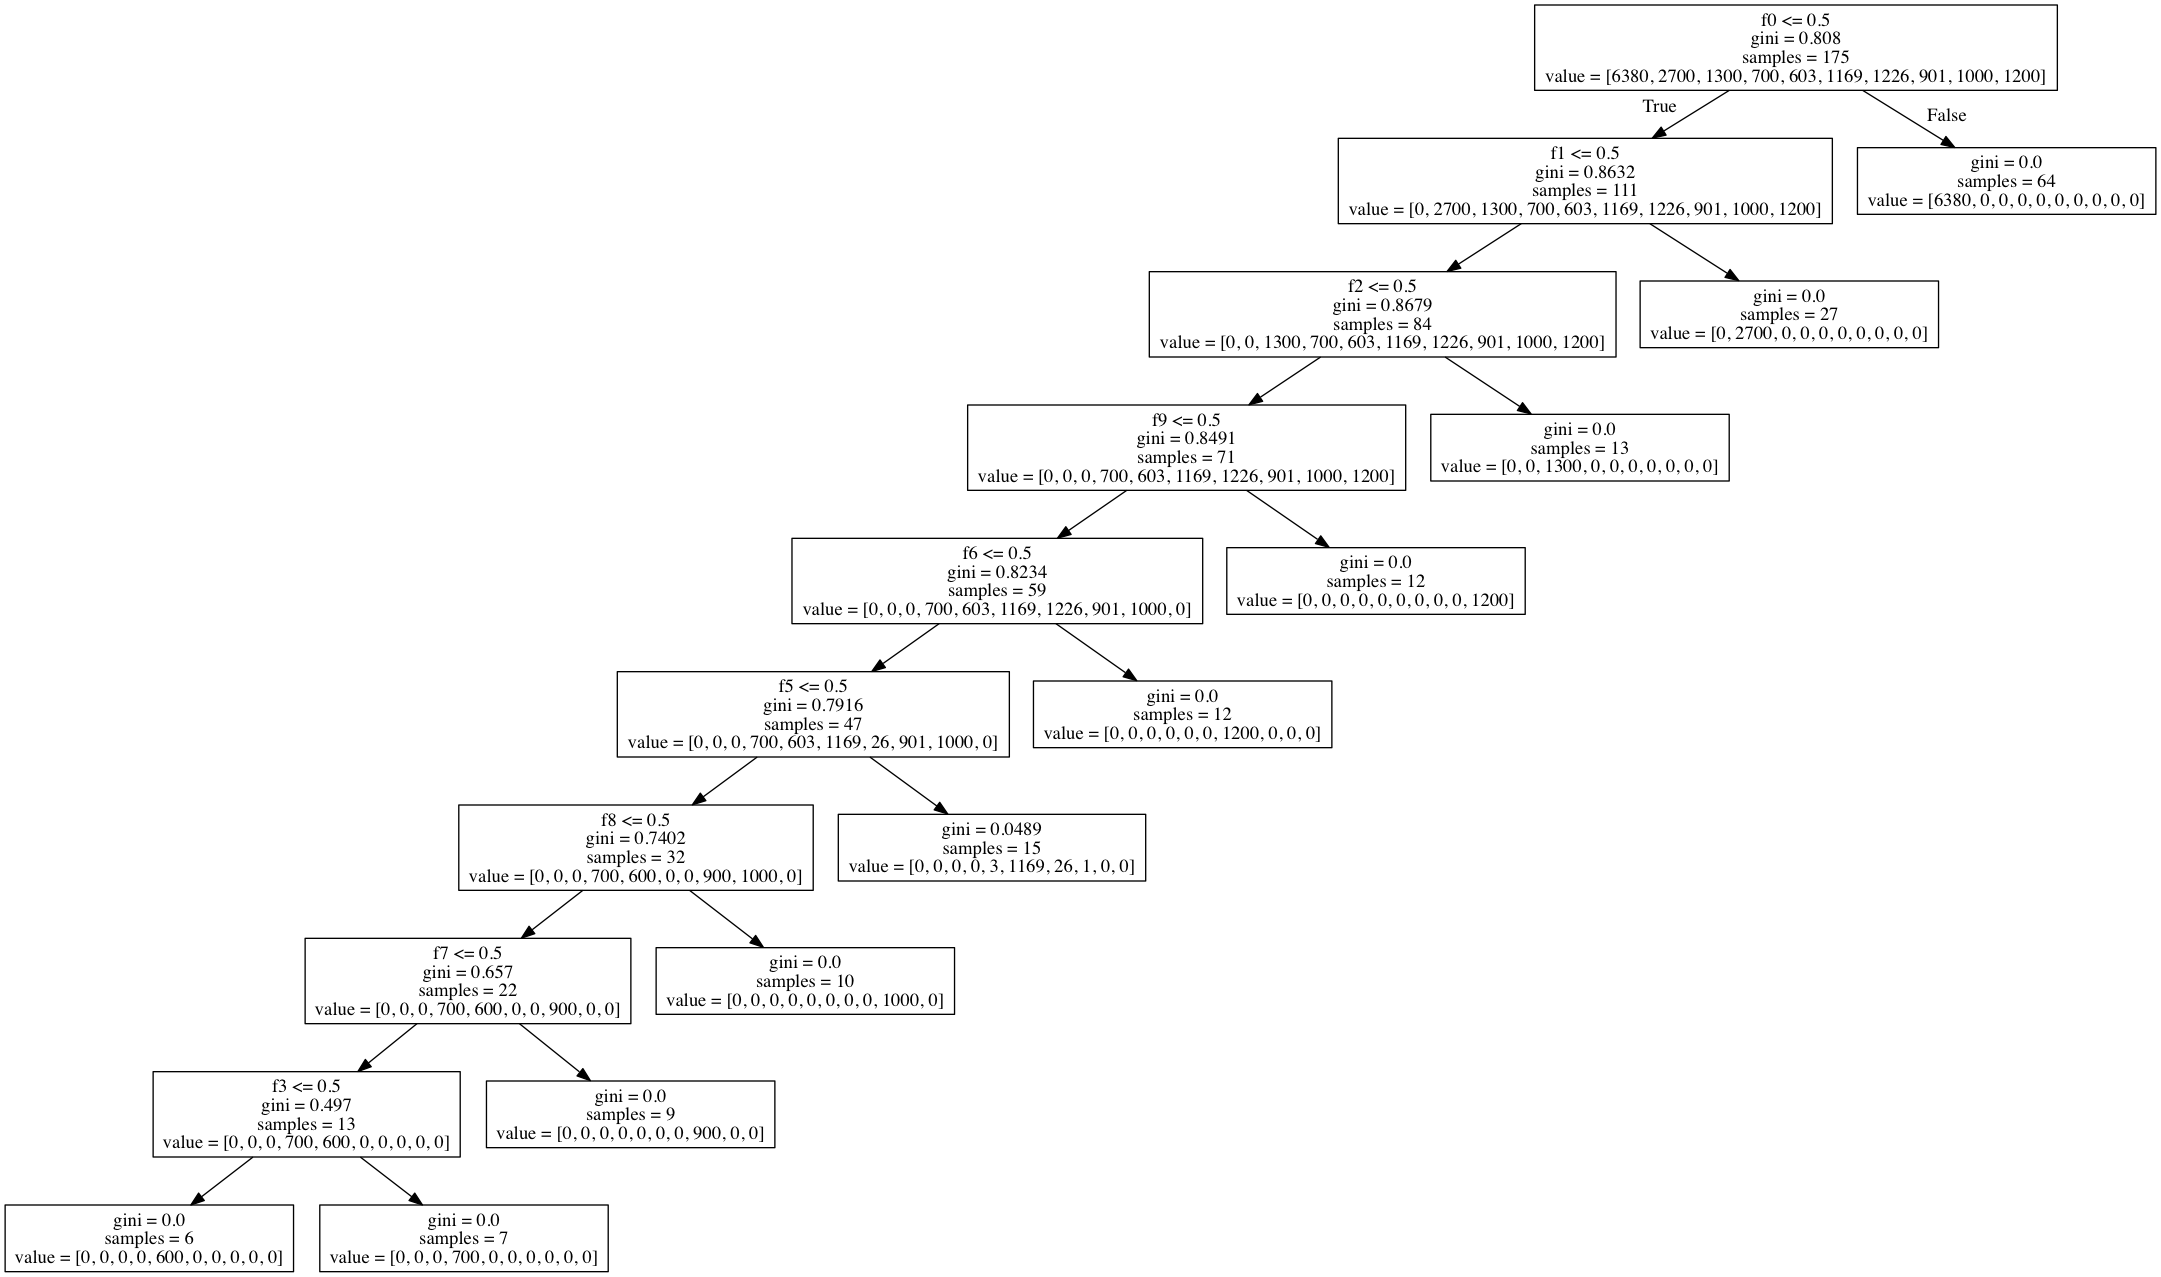 f0 <= 0.5
gini = 0.808
samples = 175
value = [6380, 2700, 1300, 700, 603, 1169, 1226, 901, 1000, 1200]
True
False
f1 <= 0.5
gini = 0.8632
samples = 111
value = [0, 2700, 1300, 700, 603, 1169, 1226, 901, 1000, 1200]
gini = 0.0
samples = 64
value = [6380, 0, 0, 0, 0, 0, 0, 0, 0, 0]
f2 <= 0.5
gini = 0.8679
samples = 84
value = [0, 0, 1300, 700, 603, 1169, 1226, 901, 1000, 1200]
gini = 0.0
samples = 27
value = [0, 2700, 0, 0, 0, 0, 0, 0, 0, 0]
f9 <= 0.5
gini = 0.8491
samples = 71
value = [0, 0, 0, 700, 603, 1169, 1226, 901, 1000, 1200]
gini = 0.0
samples = 13
value = [0, 0, 1300, 0, 0, 0, 0, 0, 0, 0]
f6 <= 0.5
gini = 0.8234
samples = 59
value = [0, 0, 0, 700, 603, 1169, 1226, 901, 1000, 0]
gini = 0.0
samples = 12
value = [0, 0, 0, 0, 0, 0, 0, 0, 0, 1200]
f5 <= 0.5
gini = 0.7916
samples = 47
value = [0, 0, 0, 700, 603, 1169, 26, 901, 1000, 0]
gini = 0.0
samples = 12
value = [0, 0, 0, 0, 0, 0, 1200, 0, 0, 0]
f8 <= 0.5
gini = 0.7402
samples = 32
value = [0, 0, 0, 700, 600, 0, 0, 900, 1000, 0]
gini = 0.0489
samples = 15
value = [0, 0, 0, 0, 3, 1169, 26, 1, 0, 0]
f7 <= 0.5
gini = 0.657
samples = 22
value = [0, 0, 0, 700, 600, 0, 0, 900, 0, 0]
gini = 0.0
samples = 10
value = [0, 0, 0, 0, 0, 0, 0, 0, 1000, 0]
f3 <= 0.5
gini = 0.497
samples = 13
value = [0, 0, 0, 700, 600, 0, 0, 0, 0, 0]
gini = 0.0
samples = 9
value = [0, 0, 0, 0, 0, 0, 0, 900, 0, 0]
gini = 0.0
samples = 6
value = [0, 0, 0, 0, 600, 0, 0, 0, 0, 0]
gini = 0.0
samples = 7
value = [0, 0, 0, 700, 0, 0, 0, 0, 0, 0]